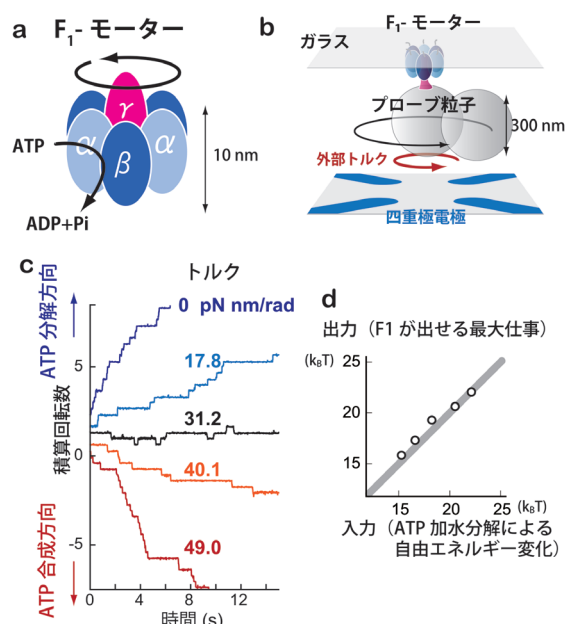 a
F₁- モーター
γ
α
β
α
ATP
ADP+Pi
10 nm
b
F₁- モーター
ガラス
プローブ粒子
300 nm
外部トルク
四重極電極
c
トルク
ATP 分解方向
ATP 合成方向
積算回転数
5
0
-5
0 pN nm/rad
17.8
31.2
40.1
49.0
0
4
8
12
時間 (s)
d
出力（F1 が出せる最大仕事）
(kBT)
25
20
15
15
20
25
(kBT)
入力（ATP 加水分解による
自由エネルギー変化）